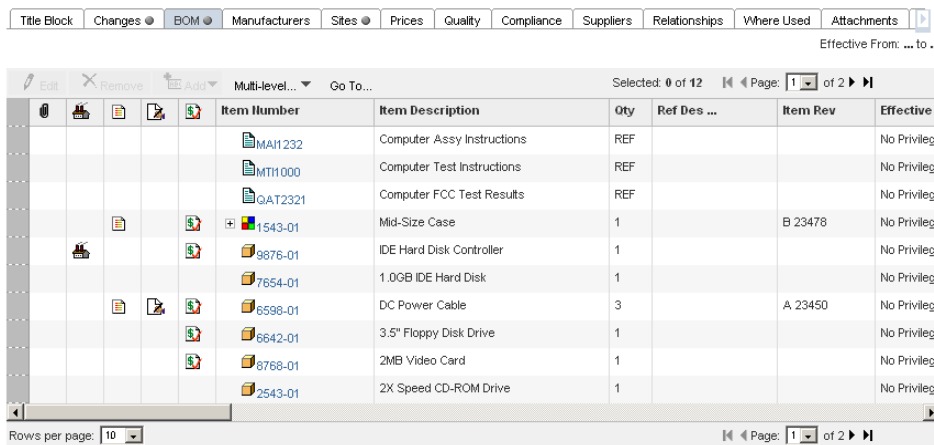 Title Block Changes BOM Manufacturers Sites Prices Quality Compliance Suppliers Relationships Where Used Attachments
Effective From: ... to .
Edit Remove Add Multi-level... Go To... Selected: 0 of 12 Page: 1 of 2
Item Number Item Description Qty Ref Des ... Item Rev Effective
MAI1232 Computer Assy Instructions REF No Privileg
MTI1000 Computer Test Instructions REF No Privileg
QAT2321 Computer FCC Test Results REF No Privileg
1543-01 Mid-Size Case 1 B 23478 No Privileg
9876-01 IDE Hard Disk Controller 1 No Privileg
7654-01 1.0GB IDE Hard Disk 1 No Privileg
6598-01 DC Power Cable 3 A 23450 No Privileg
6642-01 3.5" Floppy Disk Drive 1 No Privileg
8768-01 2MB Video Card 1 No Privileg
2543-01 2X Speed CD-ROM Drive 1 No Privileg
Rows per page: 10 Page: 1 of 2